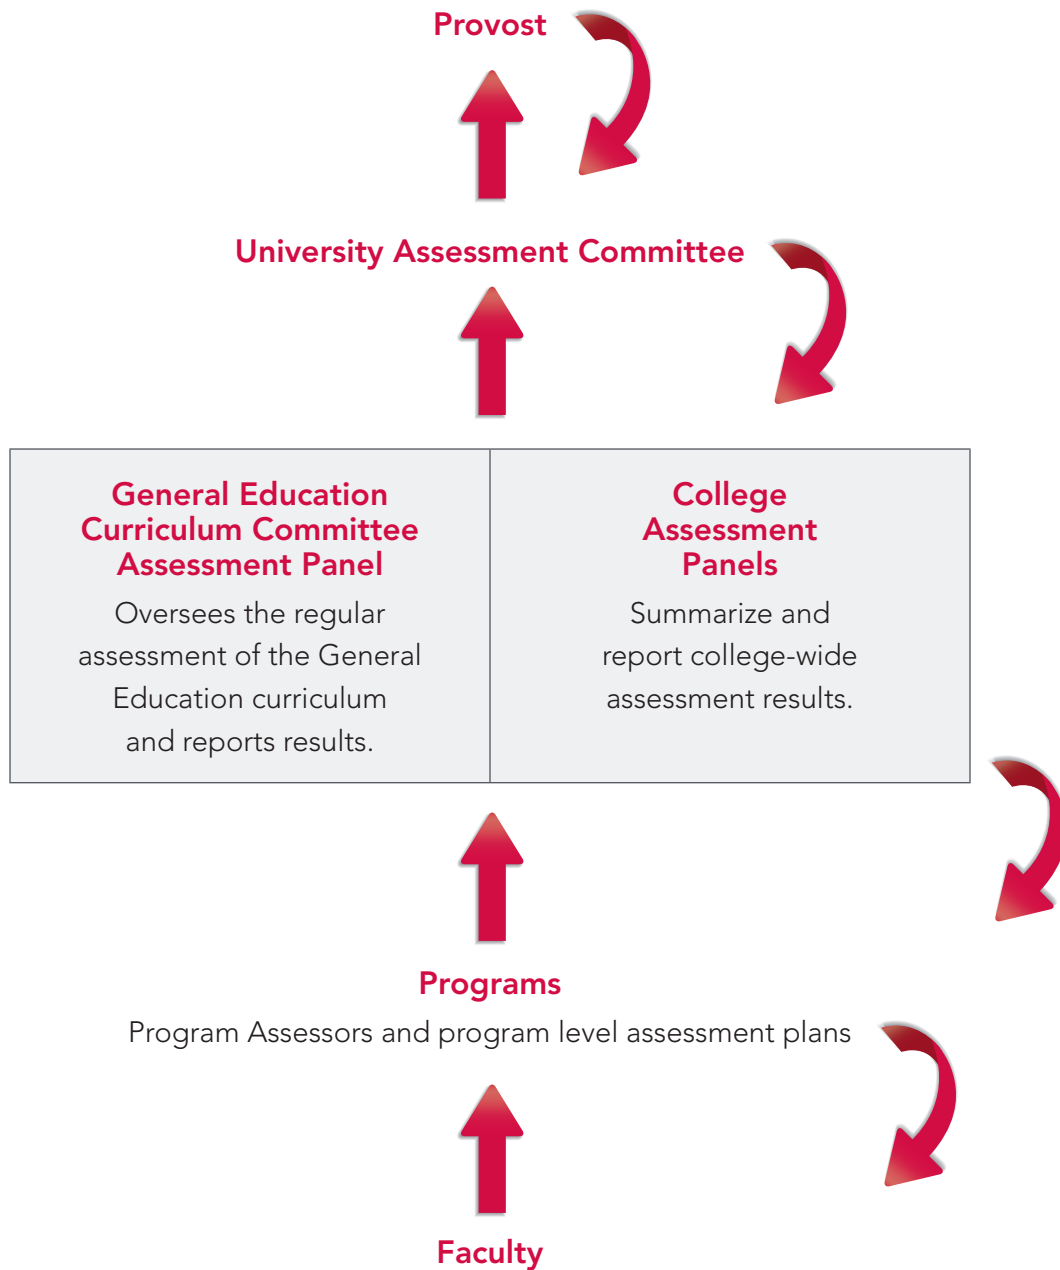 Provost
University Assessment Committee
General Education
Curriculum Committee
Assessment Panel
Oversees the regular
assessment of the General
Education curriculum
and reports results.
College
Assessment
Panels
Summarize and
report college-wide
assessment results.
Programs
Program Assessors and program level assessment plans
Faculty